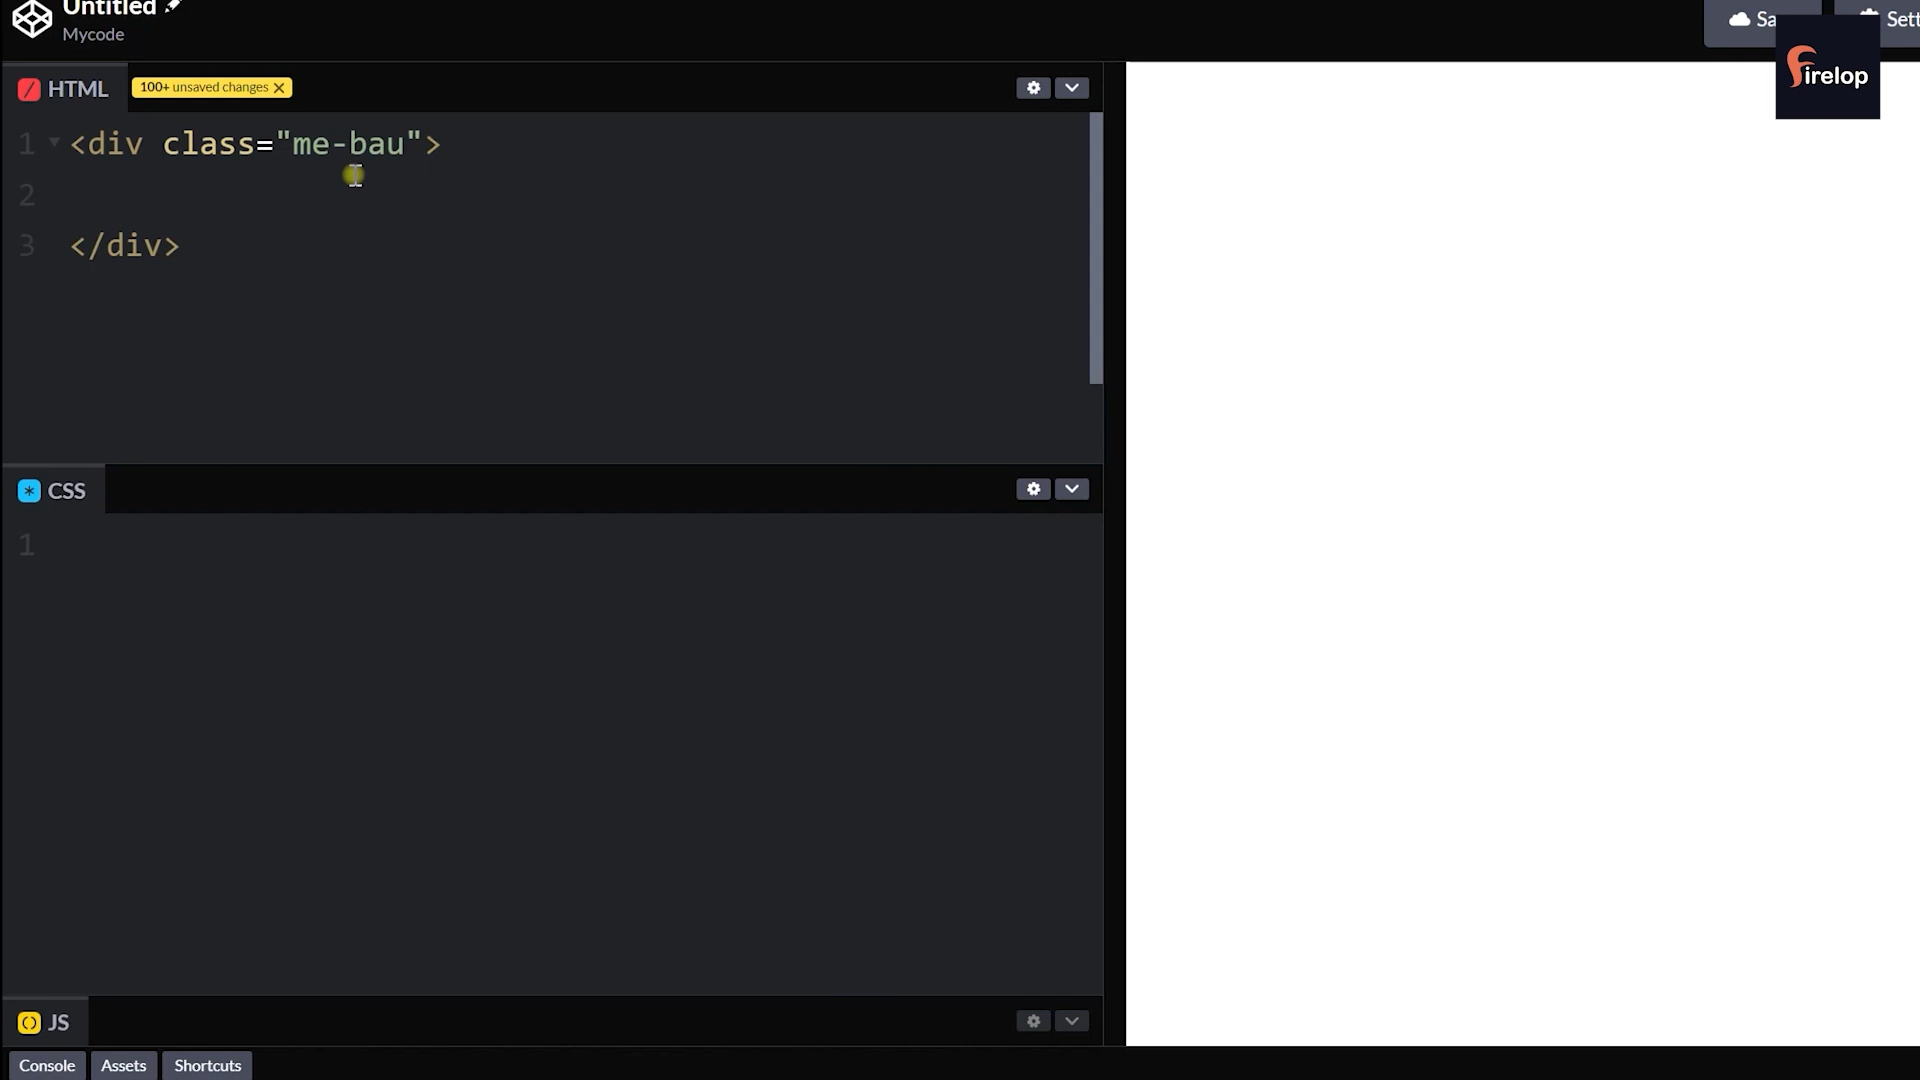 Untitled
Mycode
Sa
Sett
Firelop
HTML
100+ unsaved changes
1 <div class="me-bau">
2
3 </div>
CSS
1
JS
Console
Assets
Shortcuts